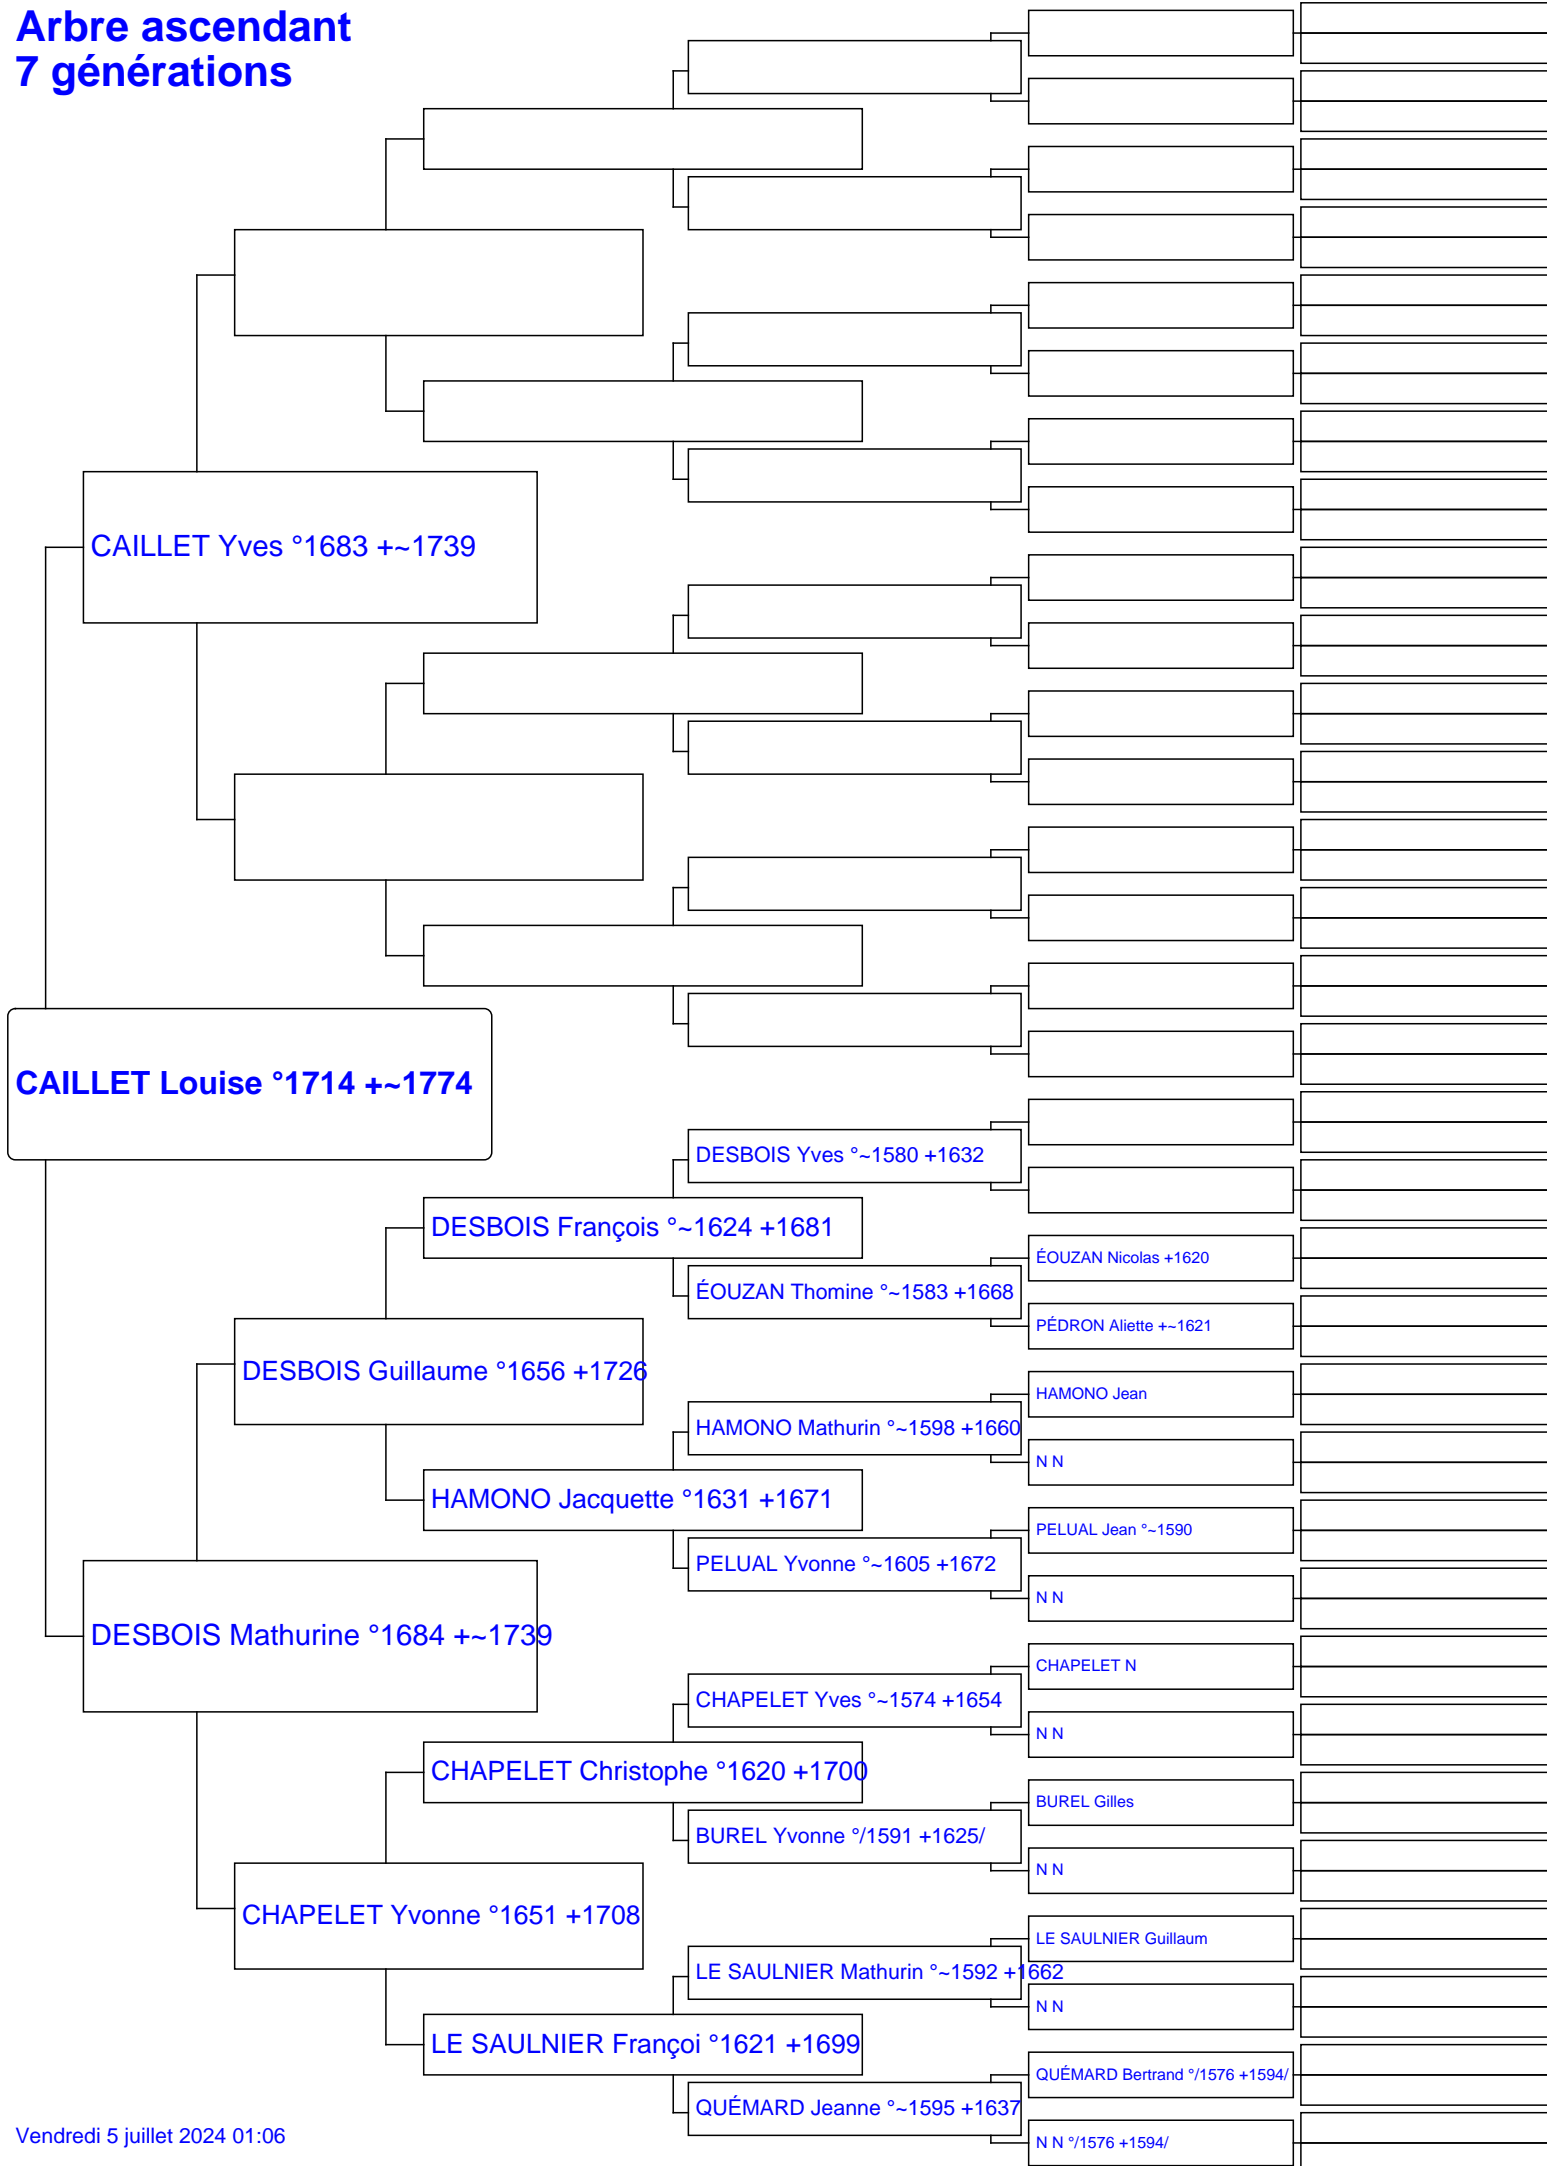 Arbre ascendant
7 générations
CAILLET Yves °1683 +~1739
CAILLET Louise °1714 +~1774
DESBOIS Yves °~1580 +1632
DESBOIS François °~1624 +1681
ÉOUZAN Nicolas +1620
ÉOUZAN Thomine °~1583 +1668
PÉDRON Aliette +~1621
DESBOIS Guillaume °1656 +1726
HAMONO Jean
HAMONO Mathurin °~1598 +1660
N N
HAMONO Jacquette °1631 +1671
PELUAL Jean °~1590
PELUAL Yvonne °~1605 +1672
N N
DESBOIS Mathurine °1684 +~1739
CHAPELET N
CHAPELET Yves °~1574 +1654
N N
CHAPELET Christophe °1620 +1700
BUREL Gilles
BUREL Yvonne °/1591 +1625/
N N
CHAPELET Yvonne °1651 +1708
LE SAULNIER Guillaum
LE SAULNIER Mathurin °~1592 +1662
N N
LE SAULNIER Françoi °1621 +1699
QUÉMARD Bertrand °/1576 +1594/
QUÉMARD Jeanne °~1595 +1637
N N °/1576 +1594/
Vendredi 5 juillet 2024 01:06